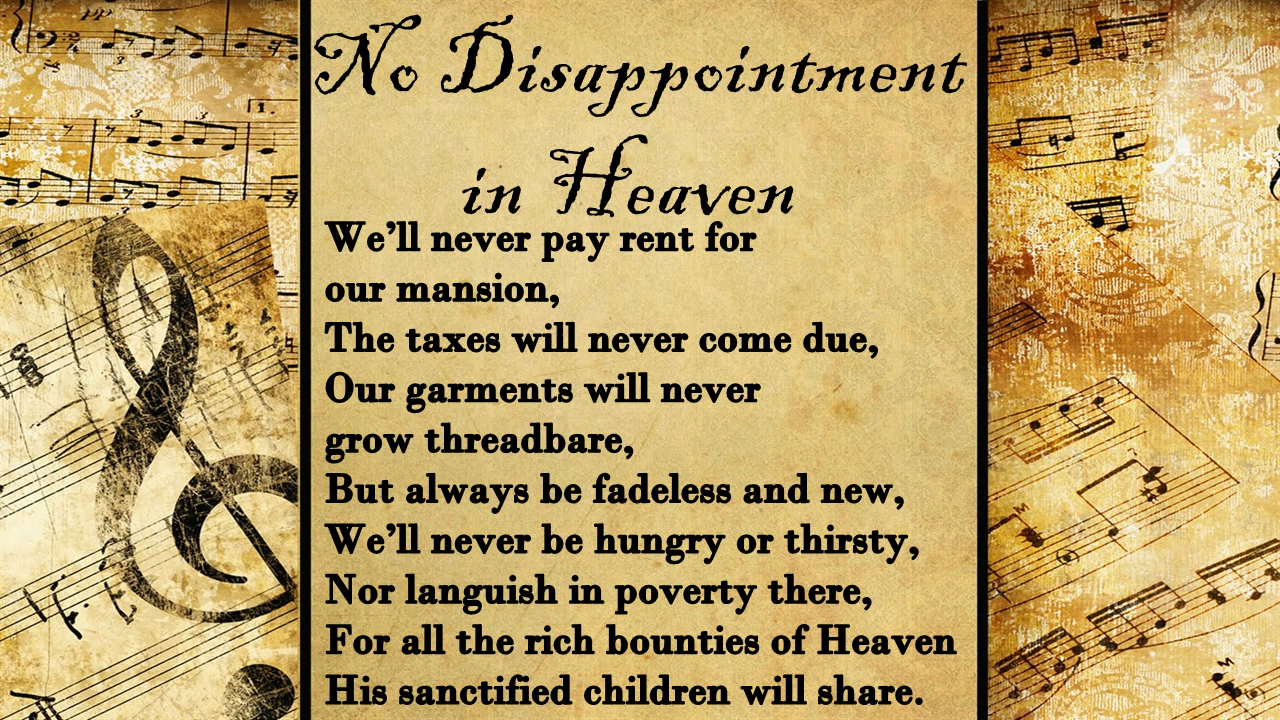 No Disappointment
in Heaven
We'll never pay rent for
our mansion,
The taxes will never come due,
Our garments will never
grow threadbare,
But always be fadeless and new,
We'll never be hungry or thirsty,
Nor languish in poverty there,
For all the rich bounties of Heaven
His sanctified children will share.